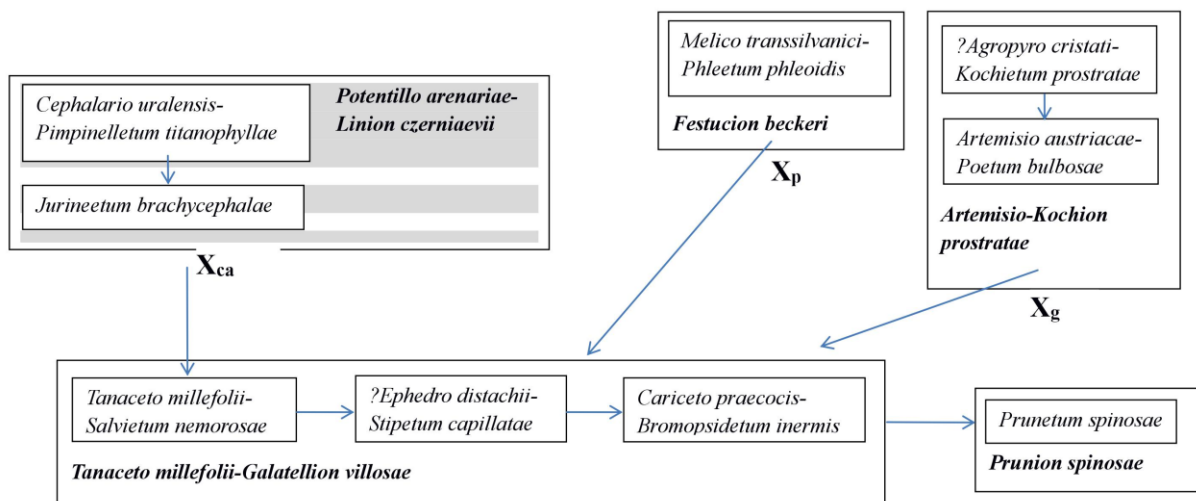 Cephalario uralensis-
Pimpinelletum titanophyllae
Potentillo arenariae-
Linion czerniaevii
Jurineetum brachycephalae
Xca
Melico transsilvanici-
Phleetum phleoidis
Festucion beckeri
Xp
?Agropyro cristati-
Kochietum prostratae
Artemisio austriacae-
Poetum bulbosae
Artemisio-Kochion
prostratae
Xg
Tanaceto millefolii-
Salvietum nemorosae
?Ephedro distachii-
Stipetum capillatae
Cariceto praecocis-
Bromopsidetum inermis
Tanaceto millefolii-Galatellion villosae
Prunetum spinosae
Prunion spinosae